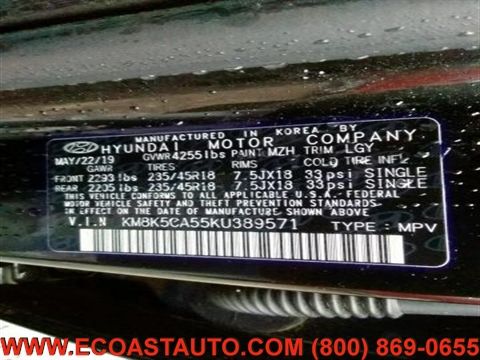 MANUFACTURED IN KOREA BY
HYUNDAI MOTOR COMPANY
MAY/22/19 GVWR 4255lbs PAINT MZH TRIM LGY
GAWR TIRES RIMS COLD TIRE INFL.
FRONT 2293lbs 235/45R18 7.5JX18 33psi SINGLE
REAR 2205lbs 235/45R18 7.5JX18 33psi SINGLE
THIS VEHICLE CONFORMS TO ALL APPLICABLE U.S.A. FEDERAL
MOTOR VEHICLE SAFETY AND THEFT PREVENTION STANDARDS
IN EFFECT ON THE DATE OF MANUFACTURE SHOWN ABOVE.
V.I.N KM8K5CA55KU389571 TYPE : MPV
WWW.ECOASTAUTO.COM (800) 869-0655